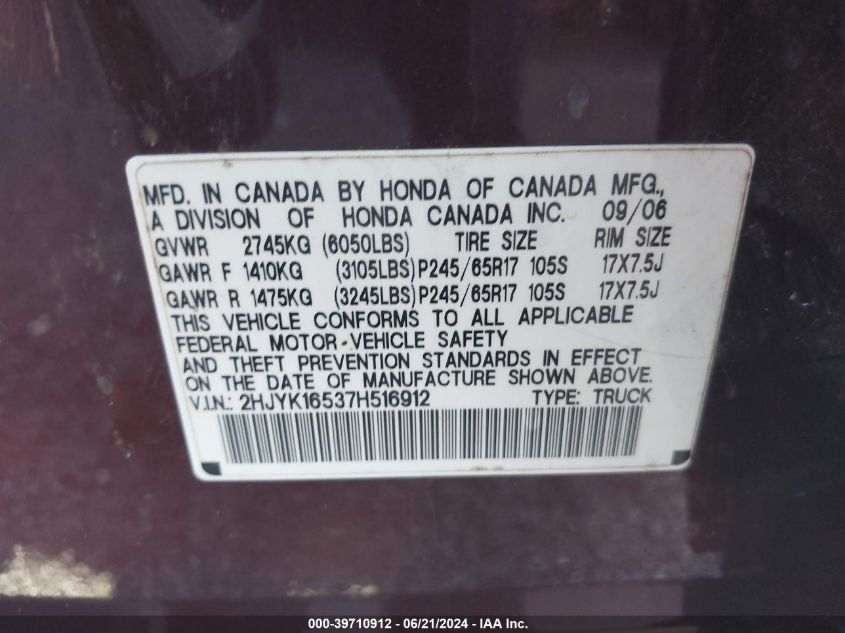 MFD. IN CANADA BY HONDA OF CANADA MFG.,
A DIVISION OF HONDA CANADA INC. 09/06
GVWR 2745KG (6050LBS) TIRE SIZE RIM SIZE
GAWR F 1410KG (3105LBS) P245/65R17 105S 17X7.5J
GAWR R 1475KG (3245LBS) P245/65R17 105S 17X7.5J
THIS VEHICLE CONFORMS TO ALL APPLICABLE
FEDERAL MOTOR-VEHICLE SAFETY
AND THEFT PREVENTION STANDARDS IN EFFECT
ON THE DATE OF MANUFACTURE SHOWN ABOVE.
V.I.N.: 2HJYK16537H516912 TYPE: TRUCK
000-39710912 - 06/21/2024 - IAA Inc.